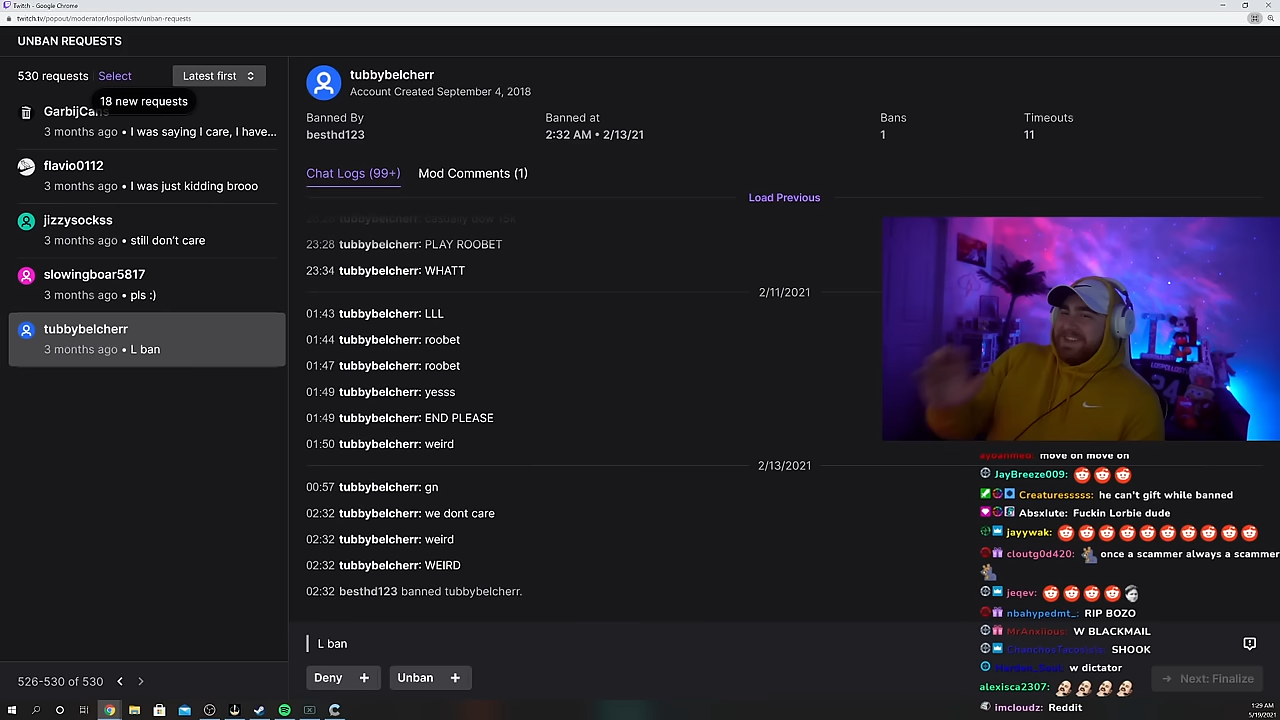 Twitch - Google Chrome
twitch.tv/popout/moderator/lospollostv/unban-requests
UNBAN REQUESTS
530 requests Select Latest first
18 new requests
3 months ago • I was saying I care, I have...
flavio0112
3 months ago • I was just kidding brooo
jizzysockss
3 months ago • still don't care
slowingboar5817
3 months ago • pls :)
tubbybelcherr
3 months ago • L ban
526-530 of 530
tubbybelcherr
Account Created September 4, 2018
Banned By
besthd123
Banned at
2:32 AM • 2/13/21
Bans
1
Timeouts
11
Chat Logs (99+) Mod Comments (1)
Load Previous
23:28 tubbybelcherr: PLAY ROOBET
23:34 tubbybelcherr: WHATT
2/11/2021
01:43 tubbybelcherr: LLL
01:44 tubbybelcherr: roobet
01:47 tubbybelcherr: roobet
01:49 tubbybelcherr: yesss
01:49 tubbybelcherr: END PLEASE
01:50 tubbybelcherr: weird
2/13/2021
00:57 tubbybelcherr: gn
02:32 tubbybelcherr: we dont care
02:32 tubbybelcherr: weird
02:32 tubbybelcherr: WEIRD
02:32 besthd123 banned tubbybelcherr.
L ban
Deny + Unban +
Next: Finalize
LOSPOLLOS
24
move on move on
JayBreeze009:
Creaturesssss: he can't gift while banned
Absxlute: Fuckin Lorbie dude
jayywak:
cloutg0d420: once a scammer always a scammer
jeqev:
nbahypedmt_: RIP BOZO
MrAnxiious: W BLACKMAIL
SHOOK
w dictator
alexisca2307:
imcloudz: Reddit
1:29 AM
5/19/2021